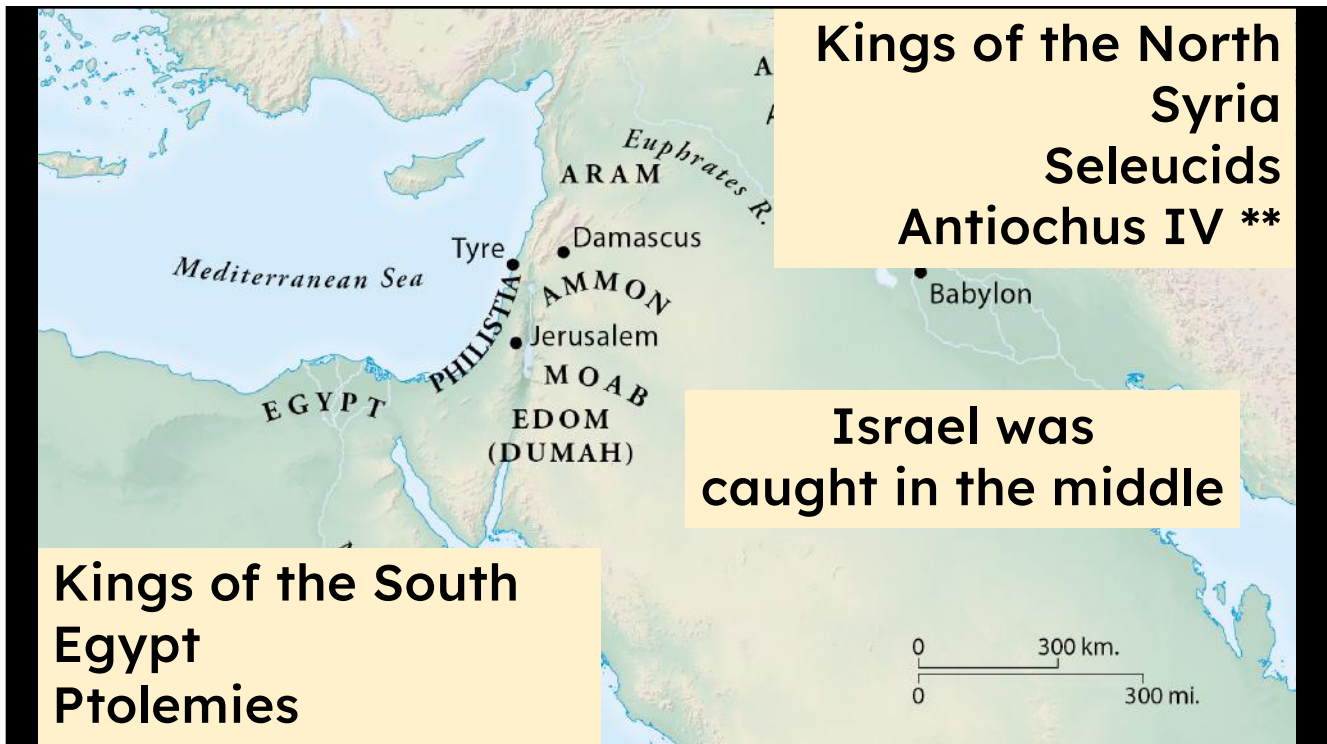 Kings of the North
Syria
Seleucids
Antiochus IV **
A
Euphrates R.
ARAM
Tyre
Damascus
Mediterranean Sea
AMMON
Babylon
PHILISTIA
Jerusalem
MOAB
EGYPT
EDOM
(DUMAH)
Israel was
caught in the middle
Kings of the South
Egypt
Ptolemies
0 300 km.
0 300 mi.